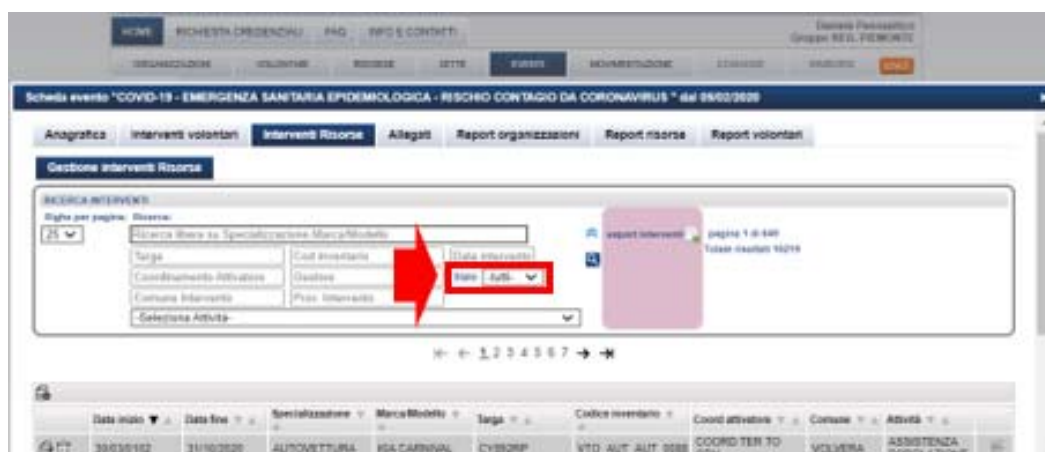 HOME RICHIESTA CREDENZIALI FAQ INFO E CONTATTI
Gruppo REG. PIEMONTE
ORGANIZZAZIONI VOLONTARI RISORSE SETTE EVENTI MOVIMENTAZIONE
Scheda evento "COVID-19 - EMERGENZA SANITARIA EPIDEMIOLOGICA - RISCHIO CONTAGIO DA CORONAVIRUS " dal 05/02/2020
Anagrafica Interventi volontari Interventi Risorse Allegati Report organizzazioni Report risorse Report volontari
Gestione interventi Risorse
RICERCA INTERVENTI
Righe per pagina: Ricerca:
25 Ricerca libera su Specializzazione Marca/Modello export interventi pagina 1 di 649
Targa Cod Inventario Data Intervento Totale risultati 16219
Coordinamento Attivatore Gestore Stato -tutti-
Comune Intervento Prov. Intervento
-Seleziona Attività-
1 2 3 4 5 6 7
Data inizio Data fine Specializzazione Marca/Modello Targa Codice inventario Coord attivatore Comune Attività
31/10/2020 AUTOVETTURA KIA CARNIVAL COORD TER TO VOLVERA ASSISTENZA